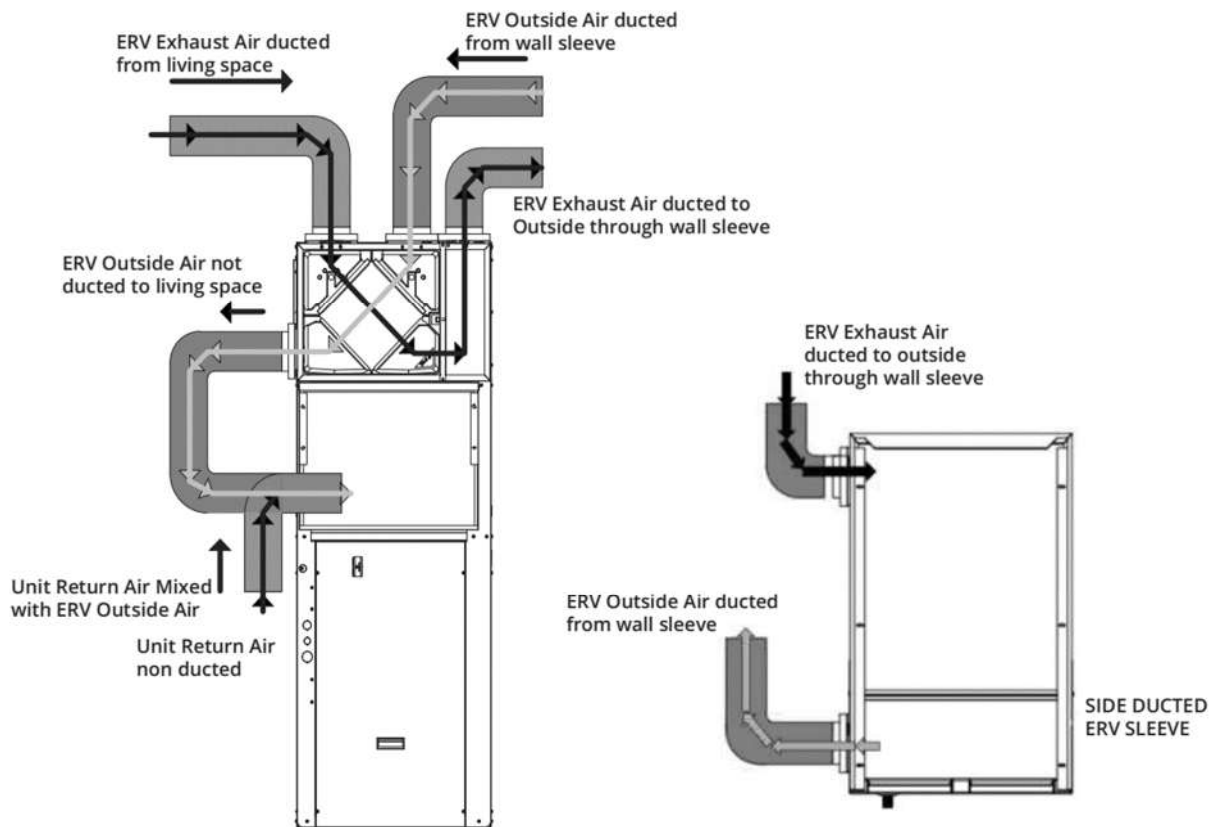 ERV Exhaust Air ducted
from living space
ERV Outside Air ducted
from wall sleeve
ERV Exhaust Air ducted to
Outside through wall sleeve
ERV Outside Air not
ducted to living space
Unit Return Air Mixed
with ERV Outside Air
Unit Return Air
non ducted
ERV Exhaust Air
ducted to outside
through wall sleeve
ERV Outside Air ducted
from wall sleeve
SIDE DUCTED
ERV SLEEVE